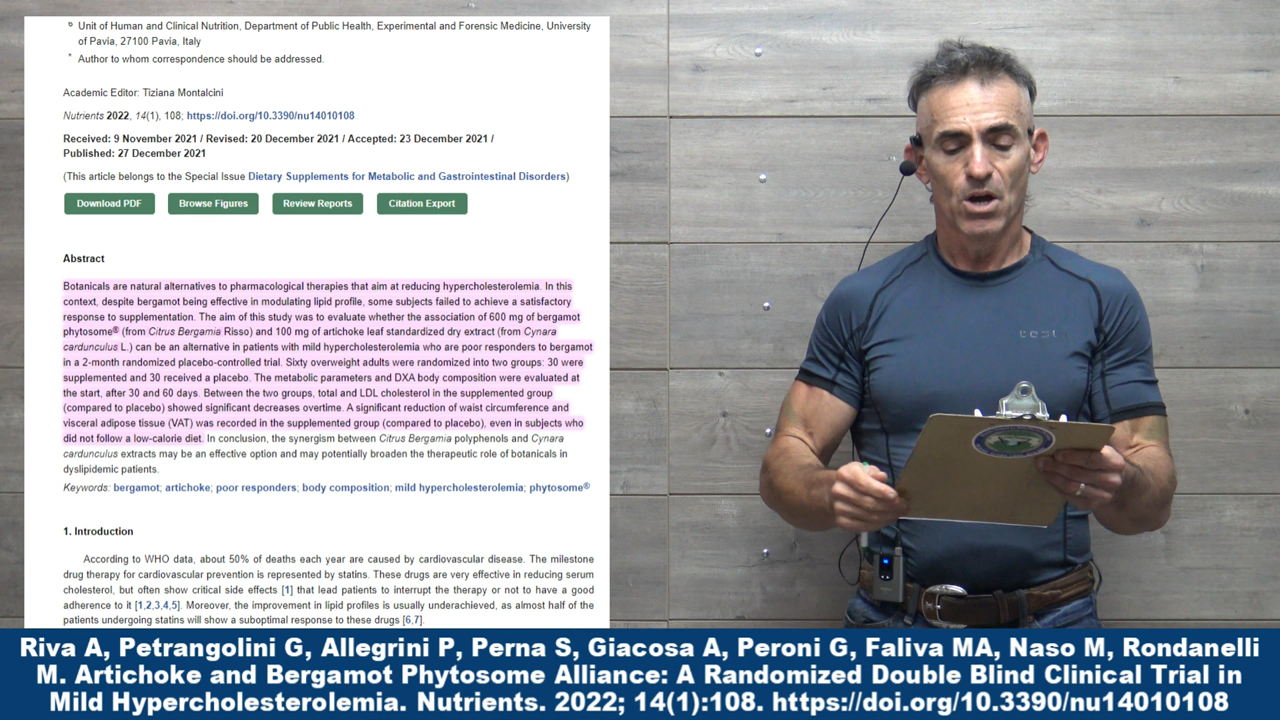 6 Unit of Human and Clinical Nutrition, Department of Public Health, Experimental and Forensic Medicine, University
of Pavia, 27100 Pavia, Italy
* Author to whom correspondence should be addressed.
Academic Editor: Tiziana Montalcini
Nutrients 2022, 14(1), 108; https://doi.org/10.3390/nu14010108
Received: 9 November 2021 / Revised: 20 December 2021 / Accepted: 23 December 2021 /
Published: 27 December 2021
(This article belongs to the Special Issue Dietary Supplements for Metabolic and Gastrointestinal Disorders)
Download PDF Browse Figures Review Reports Citation Export
Abstract
Botanicals are natural alternatives to pharmacological therapies that aim at reducing hypercholesterolemia. In this
context, despite bergamot being effective in modulating lipid profile, some subjects failed to achieve a satisfactory
response to supplementation. The aim of this study was to evaluate whether the association of 600 mg of bergamot
phytosome® (from Citrus Bergamia Risso) and 100 mg of artichoke leaf standardized dry extract (from Cynara
cardunculus L.) can be an alternative in patients with mild hypercholesterolemia who are poor responders to bergamot
in a 2-month randomized placebo-controlled trial. Sixty overweight adults were randomized into two groups: 30 were
supplemented and 30 received a placebo. The metabolic parameters and DXA body composition were evaluated at
the start, after 30 and 60 days. Between the two groups, total and LDL cholesterol in the supplemented group
(compared to placebo) showed significant decreases overtime. A significant reduction of waist circumference and
visceral adipose tissue (VAT) was recorded in the supplemented group (compared to placebo), even in subjects who
did not follow a low-calorie diet. In conclusion, the synergism between Citrus Bergamia polyphenols and Cynara
cardunculus extracts may be an effective option and may potentially broaden the therapeutic role of botanicals in
dyslipidemic patients.
Keywords: bergamot; artichoke; poor responders; body composition; mild hypercholesterolemia; phytosome®
1. Introduction
According to WHO data, about 50% of deaths each year are caused by cardiovascular disease. The milestone
drug therapy for cardiovascular prevention is represented by statins. These drugs are very effective in reducing serum
cholesterol, but often show critical side effects [1] that lead patients to interrupt the therapy or not to have a good
adherence to it [1,2,3,4,5]. Moreover, the improvement in lipid profiles is usually underachieved, as almost half of the
patients undergoing statins will show a suboptimal response to these drugs [6,7].
Riva A, Petrangolini G, Allegrini P, Perna S, Giacosa A, Peroni G, Faliva MA, Naso M, Rondanelli
M. Artichoke and Bergamot Phytosome Alliance: A Randomized Double Blind Clinical Trial in
Mild Hypercholesterolemia. Nutrients. 2022; 14(1):108. https://doi.org/10.3390/nu14010108